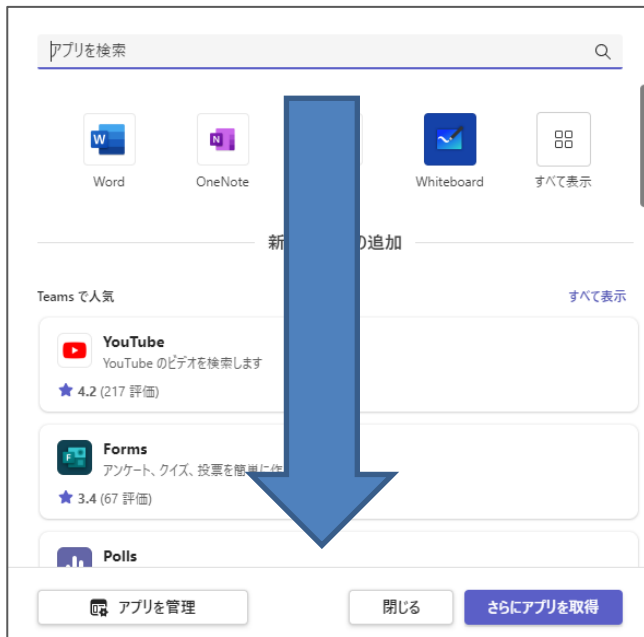 アプリを検索
Word
OneNote
Whiteboard
すべて表示
新
の追加
Teams で人気
すべて表示
YouTube
YouTube のビデオを検索します
4.2 (217 評価)
Forms
アンケート、クイズ、投票を簡単に作
3.4 (67 評価)
Polls
アプリを管理
閉じる
さらにアプリを取得